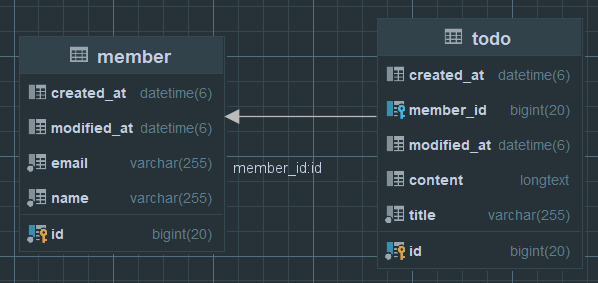 member
created_at datetime(6)
modified_at datetime(6)
email varchar(255)
name varchar(255)
id bigint(20)
member_id:id
todo
created_at datetime(6)
member_id bigint(20)
modified_at datetime(6)
content longtext
title varchar(255)
id bigint(20)